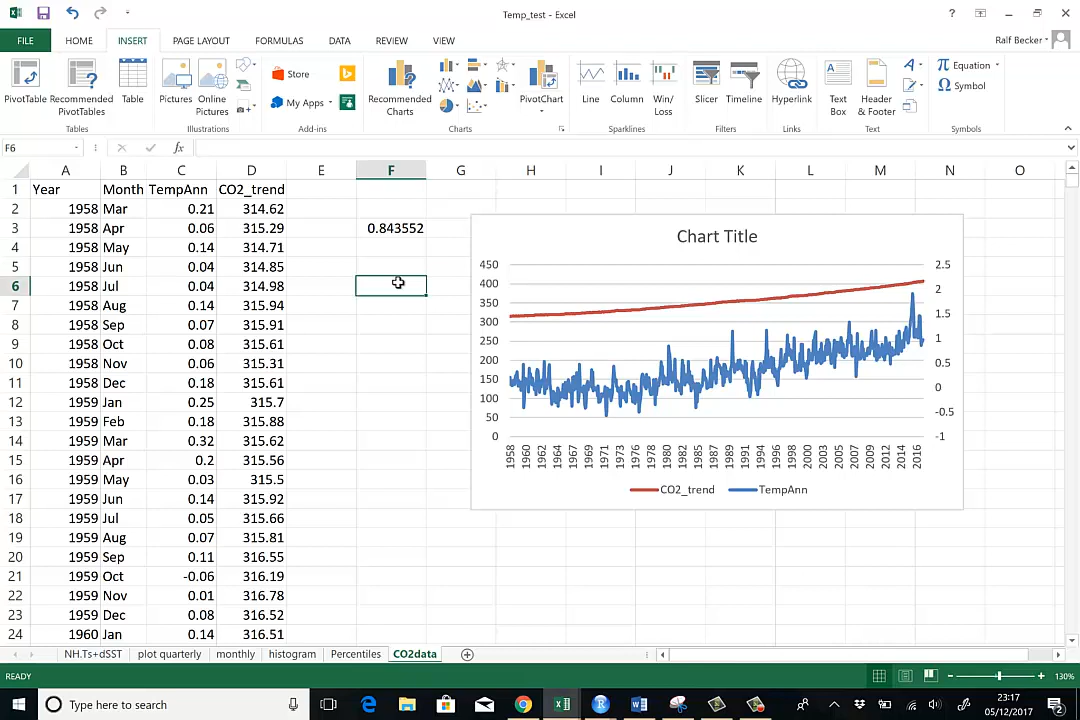 Temp_test - Excel
FILE HOME INSERT PAGE LAYOUT FORMULAS DATA REVIEW VIEW Ralf Becker
PivotTable Recommended PivotTables Table
Pictures Online Pictures
Store
My Apps
Recommended Charts
PivotChart
Line Column Win/Loss
Slicer Timeline
Hyperlink
Text Box Header & Footer
Equation
Symbol
Tables Illustrations Add-ins Charts Sparklines Filters Links Text Symbols
F6 fx
A B C D E F G H I J K L M N O
1 Year Month TempAnn CO2_trend
2 1958 Mar 0.21 314.62
3 1958 Apr 0.06 315.29 0.843552
4 1958 May 0.14 314.71
5 1958 Jun 0.04 314.85
6 1958 Jul 0.04 314.98
7 1958 Aug 0.14 315.94
8 1958 Sep 0.07 315.91
9 1958 Oct 0.08 315.61
10 1958 Nov 0.06 315.31
11 1958 Dec 0.18 315.61
12 1959 Jan 0.25 315.7
13 1959 Feb 0.18 315.88
14 1959 Mar 0.32 315.62
15 1959 Apr 0.2 315.56
16 1959 May 0.03 315.5
17 1959 Jun 0.14 315.92
18 1959 Jul 0.05 315.66
19 1959 Aug 0.07 315.81
20 1959 Sep 0.11 316.55
21 1959 Oct -0.06 316.19
22 1959 Nov 0.01 316.78
23 1959 Dec 0.08 316.52
24 1960 Jan 0.14 316.51
Chart Title
450 2.5
400 2
350 1.5
300
250 1
200 0.5
150 0
100
50 -0.5
0 -1
1958 1960 1962 1964 1965 1967 1969 1971 1973 1976 1978 1980 1982 1985 1987 1989 1991 1994 1996 1998 2000 2003 2005 2007 2009 2012 2014 2016
CO2_trend TempAnn
NH.Ts+dSST plot quarterly monthly histogram Percentiles CO2data
READY 130%
Type here to search
23:17
05/12/2017
2